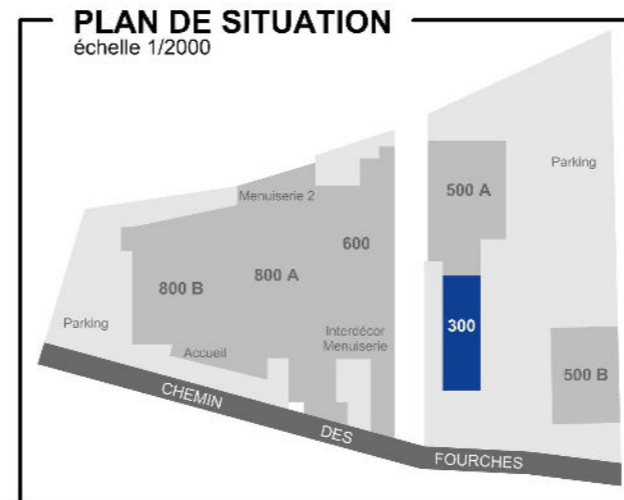 PLAN DE SITUATION
échelle 1/2000
Parking
Menuiserie 2
500 A
600
800 A
800 B
Parking
Accueil
Interdécor
Menuiserie
300
500 B
CHEMIN
DES
FOURCHES